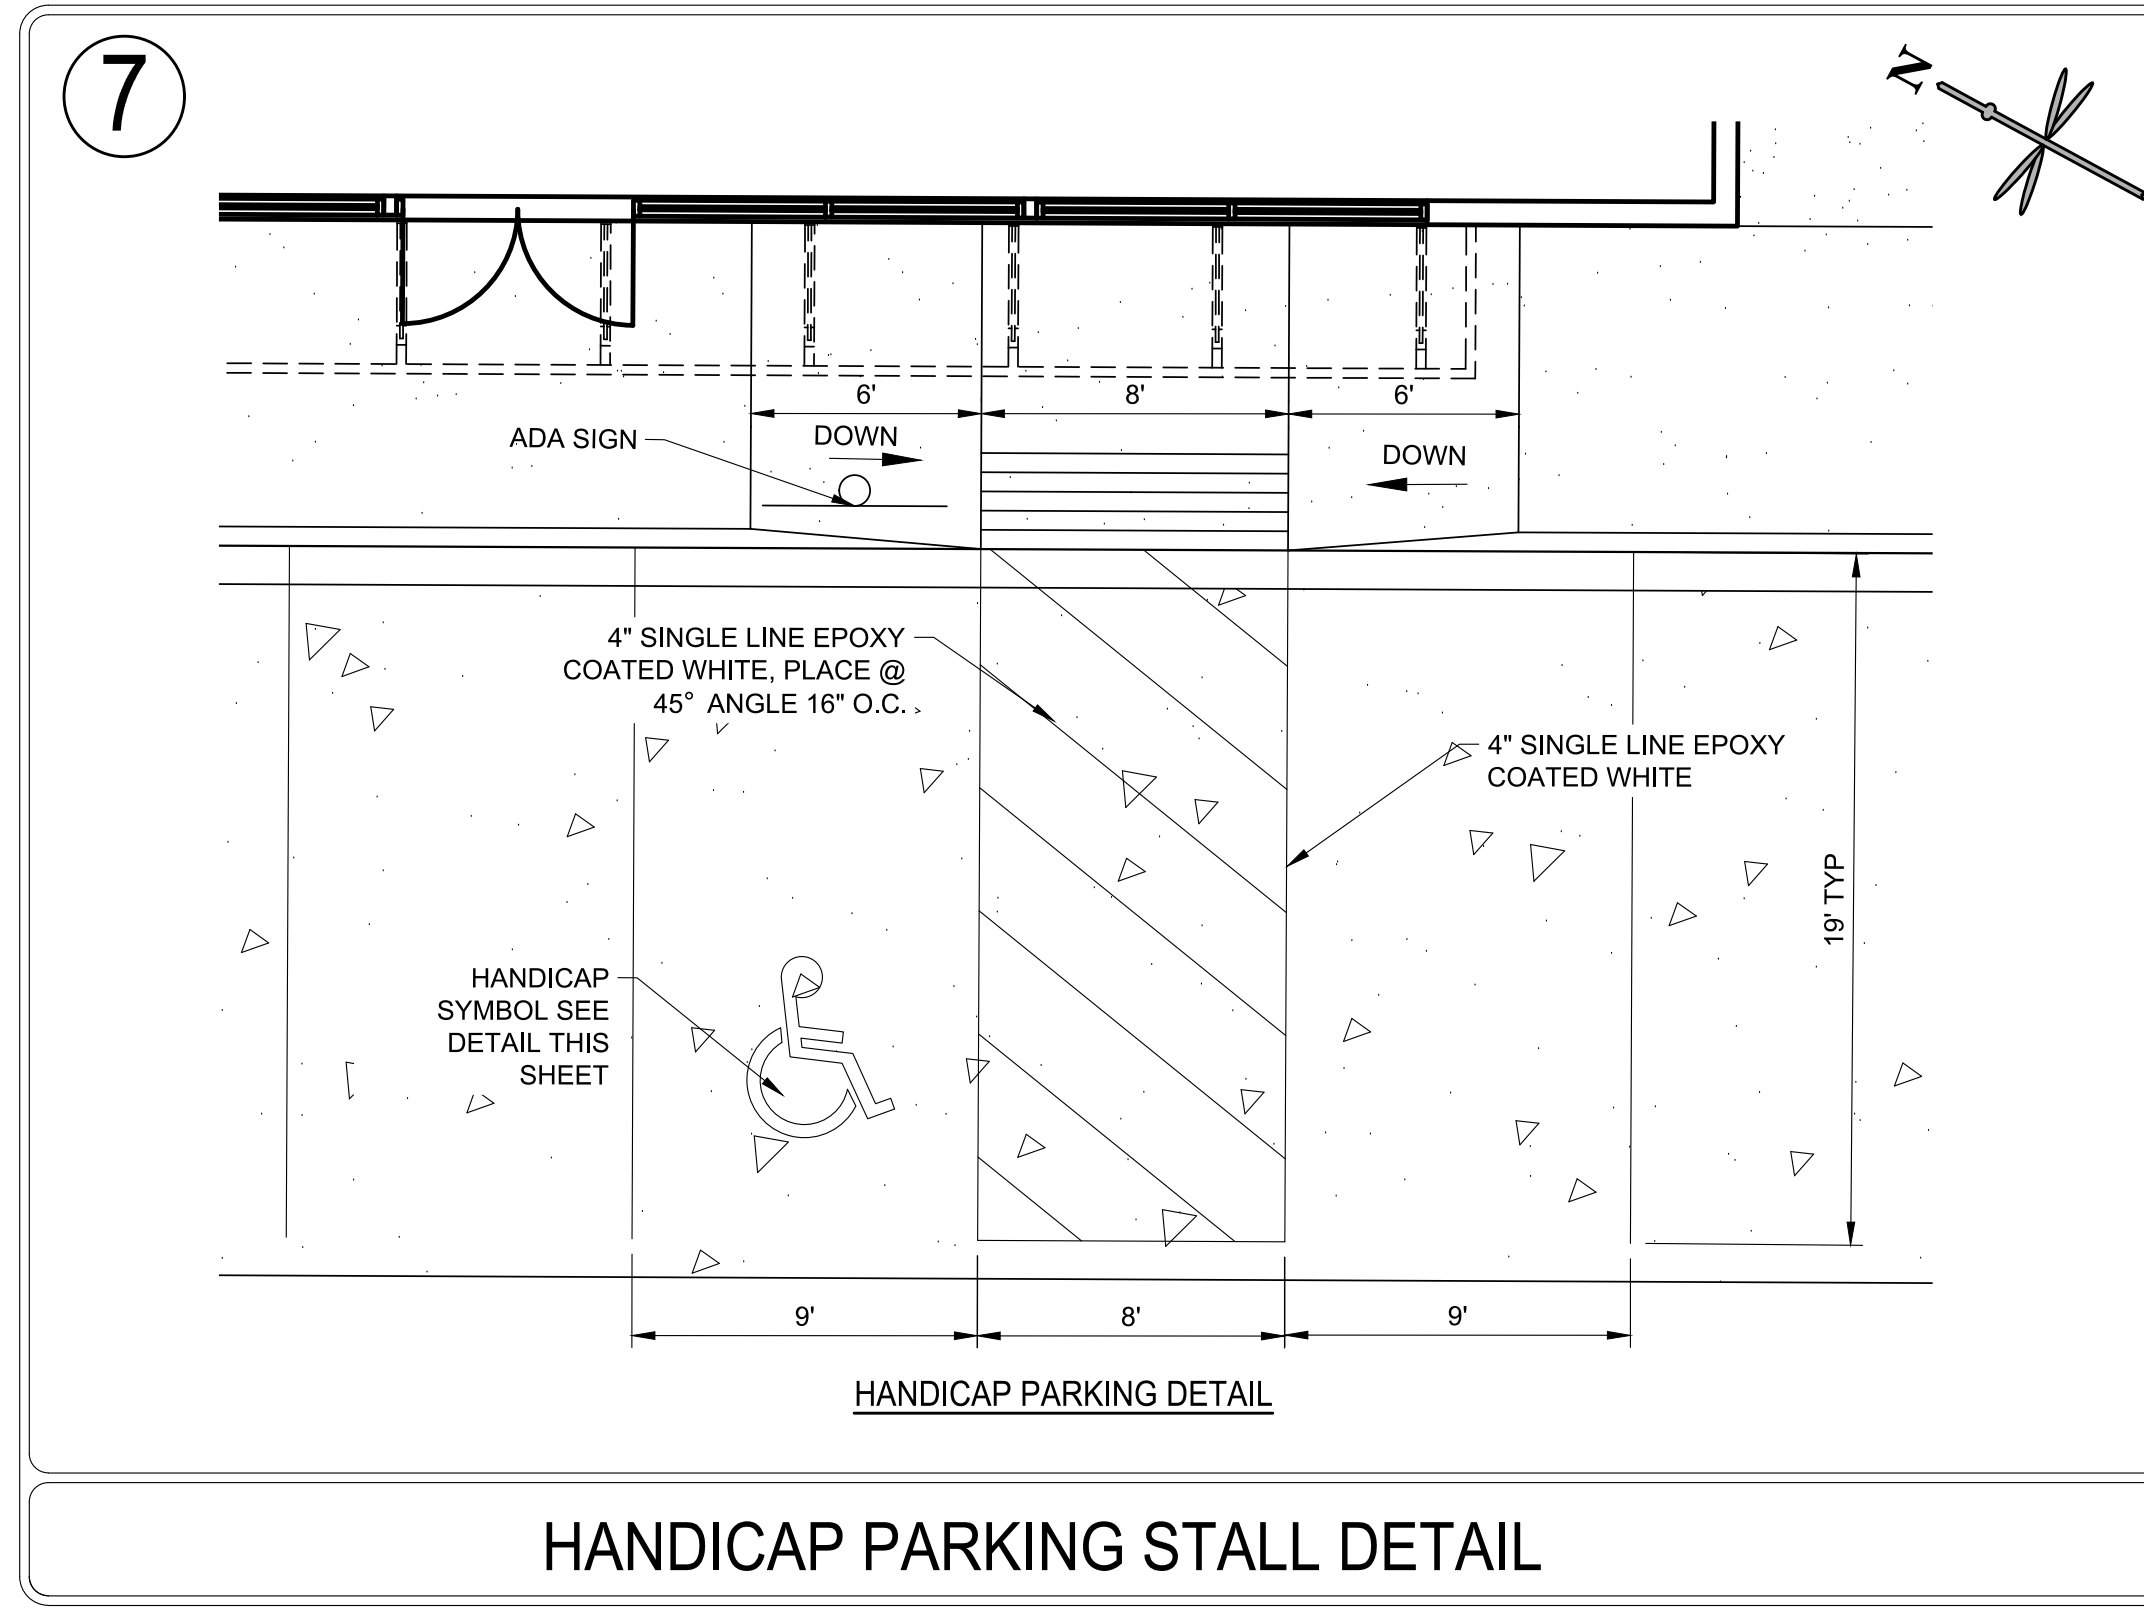 7
N
6'
8'
6'
ADA SIGN
DOWN
DOWN
4" SINGLE LINE EPOXY
COATED WHITE, PLACE @
45° ANGLE 16" O.C.
4" SINGLE LINE EPOXY
COATED WHITE
19' TYP
HANDICAP
SYMBOL SEE
DETAIL THIS
SHEET
9'
8'
9'
HANDICAP PARKING DETAIL
HANDICAP PARKING STALL DETAIL